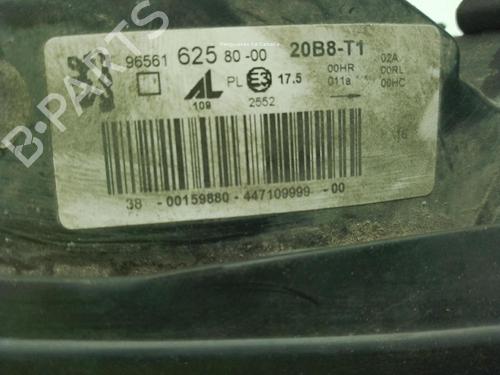 96561 625 80-00 20B8-T1
AL PL E3 17.5
00HR
011a
02A
00RL
00HC
109
2552
38 - 00159880 - 447109999 - 00
B-PARTS